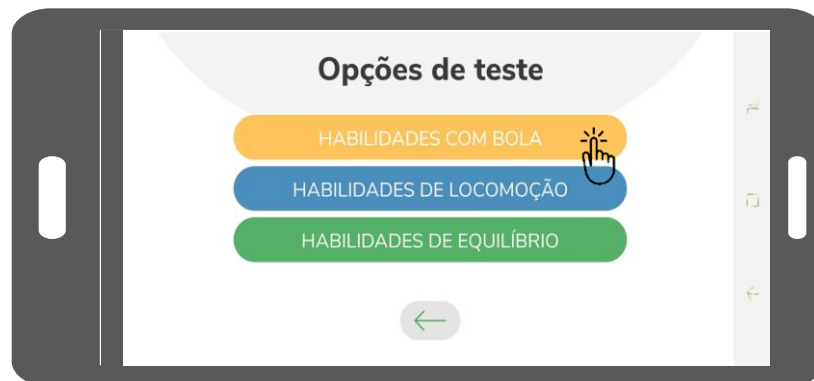 Opções de teste
HABILIDADES COM BOLA
HABILIDADES DE LOCOMOÇÃO
HABILIDADES DE EQUILÍBRIO